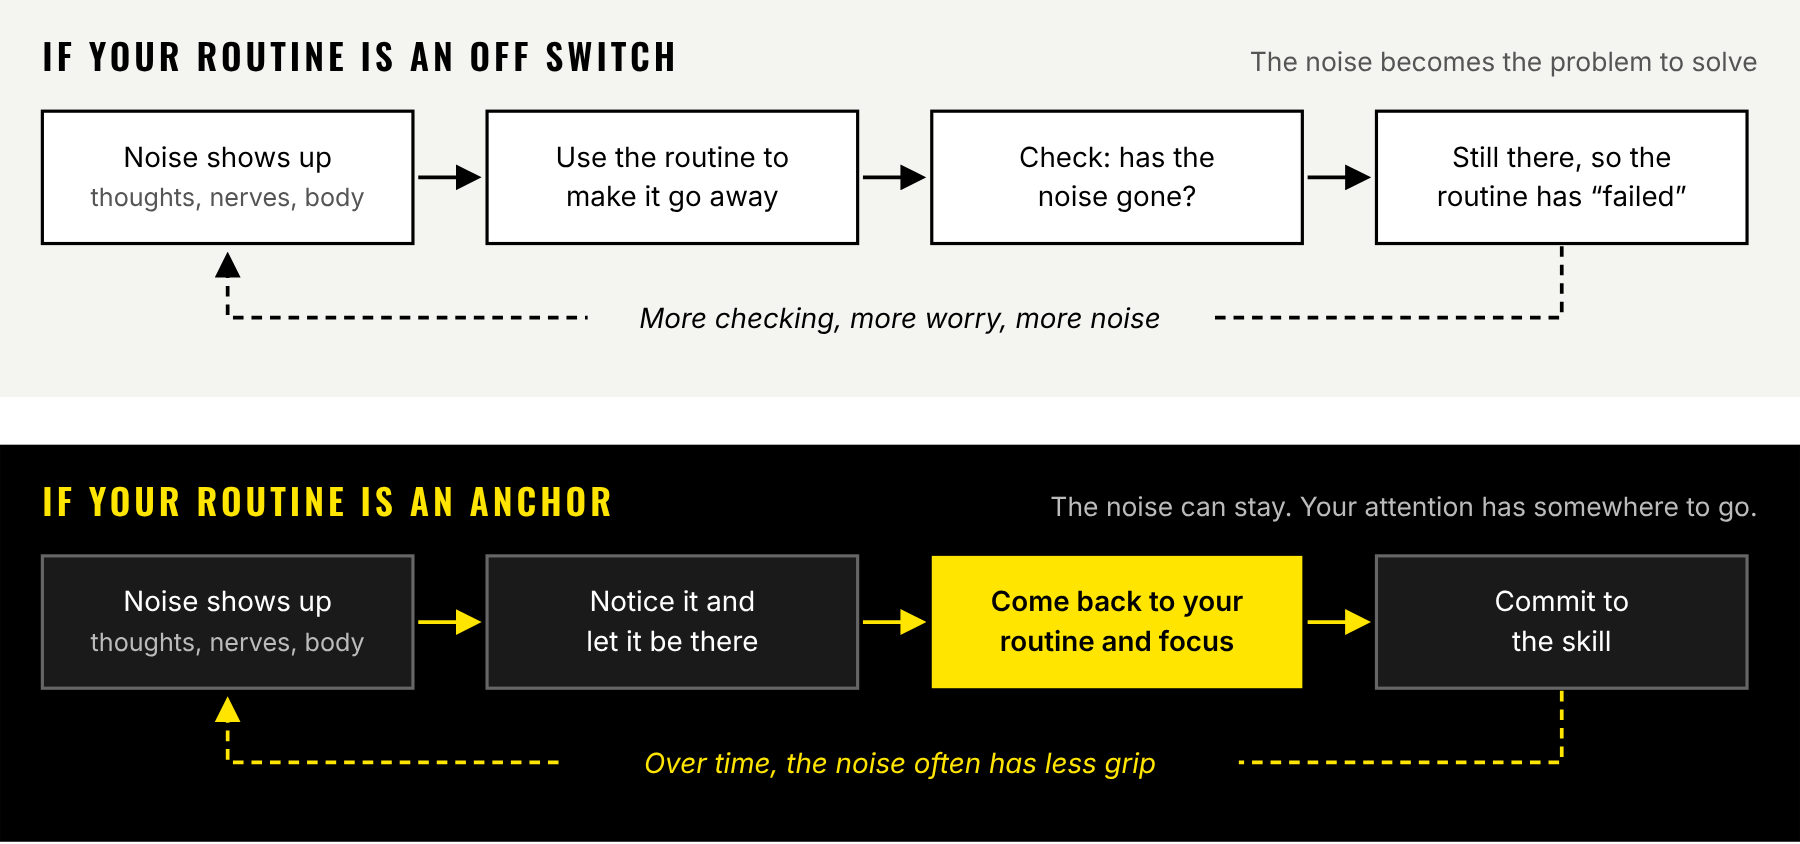 IF YOUR ROUTINE IS AN OFF SWITCH
The noise becomes the problem to solve
Noise shows up
thoughts, nerves, body
Use the routine to
make it go away
Check: has the
noise gone?
Still there, so the
routine has “failed”
More checking, more worry, more noise
IF YOUR ROUTINE IS AN ANCHOR
The noise can stay. Your attention has somewhere to go.
Noise shows up
thoughts, nerves, body
Notice it and
let it be there
Come back to your
routine and focus
Commit to
the skill
Over time, the noise often has less grip